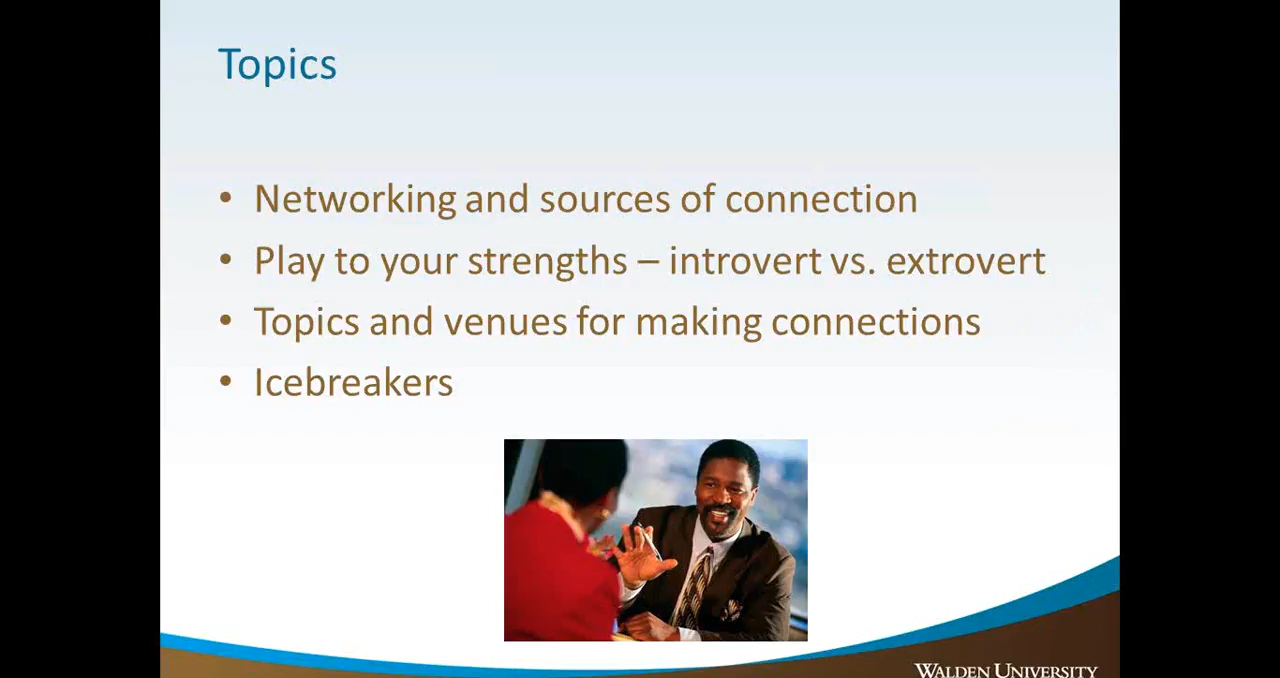 Topics
• Networking and sources of connection
• Play to your strengths – introvert vs. extrovert
• Topics and venues for making connections
• Icebreakers
WALDEN UNIVERSITY